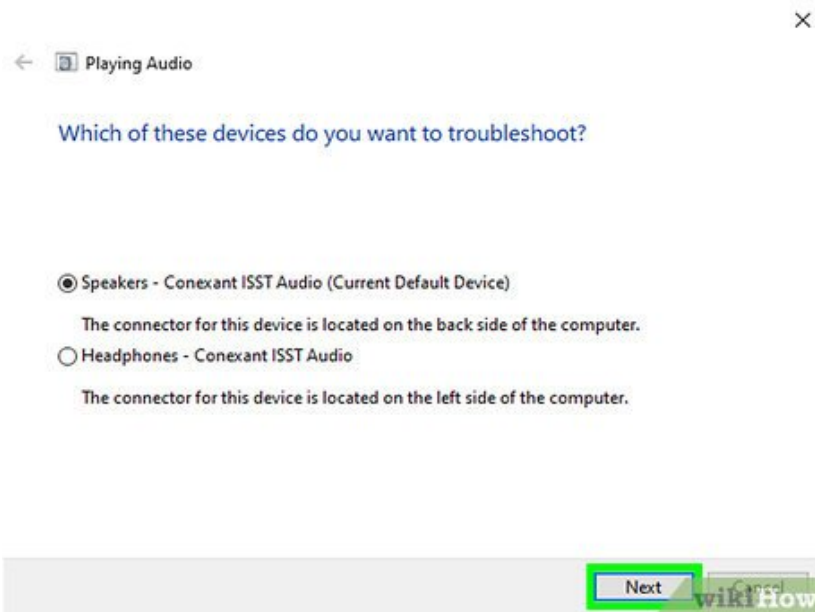 Playing Audio
Which of these devices do you want to troubleshoot?
Speakers - Conexant ISST Audio (Current Default Device)
The connector for this device is located on the back side of the computer.
Headphones - Conexant ISST Audio
The connector for this device is located on the left side of the computer.
Next Cancel
wikiHow